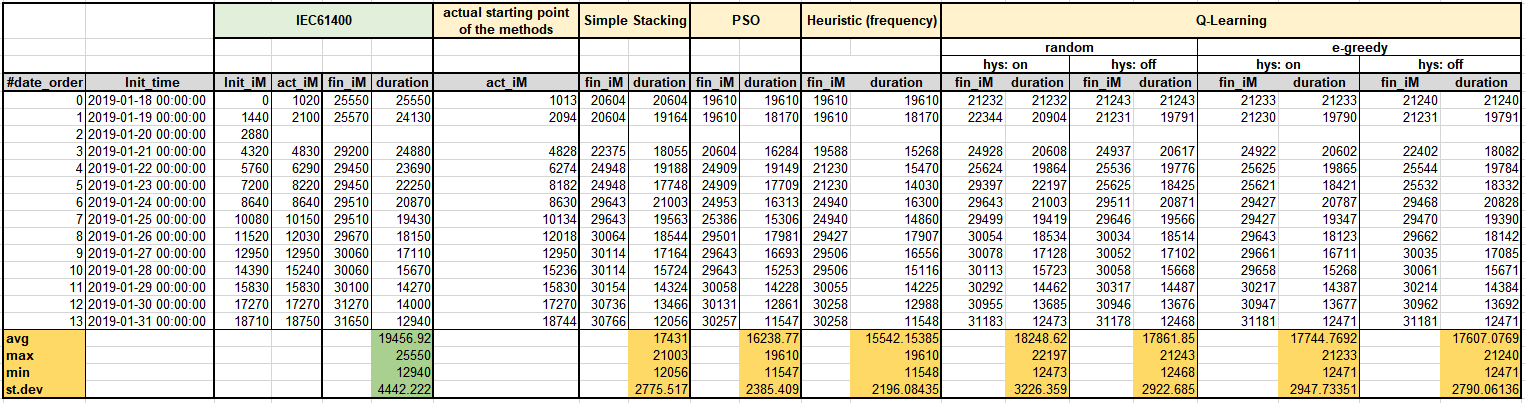 IEC61400 actual starting point of the methods Simple Stacking PSO Heuristic (frequency) Q-Learning
random e-greedy
hys: on hys: off hys: on hys: off
#date_order Init_time Init_iM act_iM fin_iM duration act_iM fin_iM duration fin_iM duration fin_iM duration fin_iM duration fin_iM duration fin_iM duration fin_iM duration
0 2019-01-18 00:00:00 0 1020 25550 25550 1013 20604 20604 19610 19610 19610 19610 21232 21232 21243 21243 21233 21233 21240 21240
1 2019-01-19 00:00:00 1440 2100 25570 24130 2094 20604 19164 19610 18170 19610 18170 22344 20904 21231 19791 21230 19790 21231 19791
2 2019-01-20 00:00:00 2880
3 2019-01-21 00:00:00 4320 4830 29200 24880 4828 22375 18055 20604 16284 19588 15268 24928 20608 24937 20617 24922 20602 22402 18082
4 2019-01-22 00:00:00 5760 6290 29450 23690 6274 24948 19188 24909 19149 21230 15470 25624 19864 25536 19776 25625 19865 25544 19784
5 2019-01-23 00:00:00 7200 8220 29450 22250 8182 24948 17748 24909 17709 21230 14030 29397 22197 25625 18425 25621 18421 25532 18332
6 2019-01-24 00:00:00 8640 8640 29510 20870 8630 29643 21003 24953 16313 24940 16300 29643 21003 29511 20871 29427 20787 29468 20828
7 2019-01-25 00:00:00 10080 10150 29510 19430 10134 29643 19563 25386 15306 24940 14860 29499 19419 29646 19566 29427 19347 29470 19390
8 2019-01-26 00:00:00 11520 12030 29670 18150 12018 30064 18544 29501 17981 29427 17907 30054 18534 30034 18514 29643 18123 29662 18142
9 2019-01-27 00:00:00 12950 12950 30060 17110 12950 30114 17164 29643 16693 29506 16556 30078 17128 30052 17102 29661 16711 30035 17085
10 2019-01-28 00:00:00 14390 15240 30060 15670 15236 30114 15724 29643 15253 29506 15116 30113 15723 30058 15668 29658 15268 30061 15671
11 2019-01-29 00:00:00 15830 15830 30100 14270 15830 30154 14324 30058 14228 30055 14225 30292 14462 30317 14487 30217 14387 30214 14384
12 2019-01-30 00:00:00 17270 17270 31270 14000 17270 30736 13466 30131 12861 30258 12988 30955 13685 30946 13676 30947 13677 30962 13692
13 2019-01-31 00:00:00 18710 18750 31650 12940 18744 30766 12056 30257 11547 30258 11548 31183 12473 31178 12468 31181 12471 31181 12471
avg 19456.92 17431 16238.77 15542.15385 18248.62 17861.85 17744.7692 17607.0769
max 25550 21003 19610 19610 22197 21243 21233 21240
min 12940 12056 11547 11548 12473 12468 12471 12471
st.dev 4442.222 2775.517 2385.409 2196.08435 3226.359 2922.685 2947.73351 2790.06136